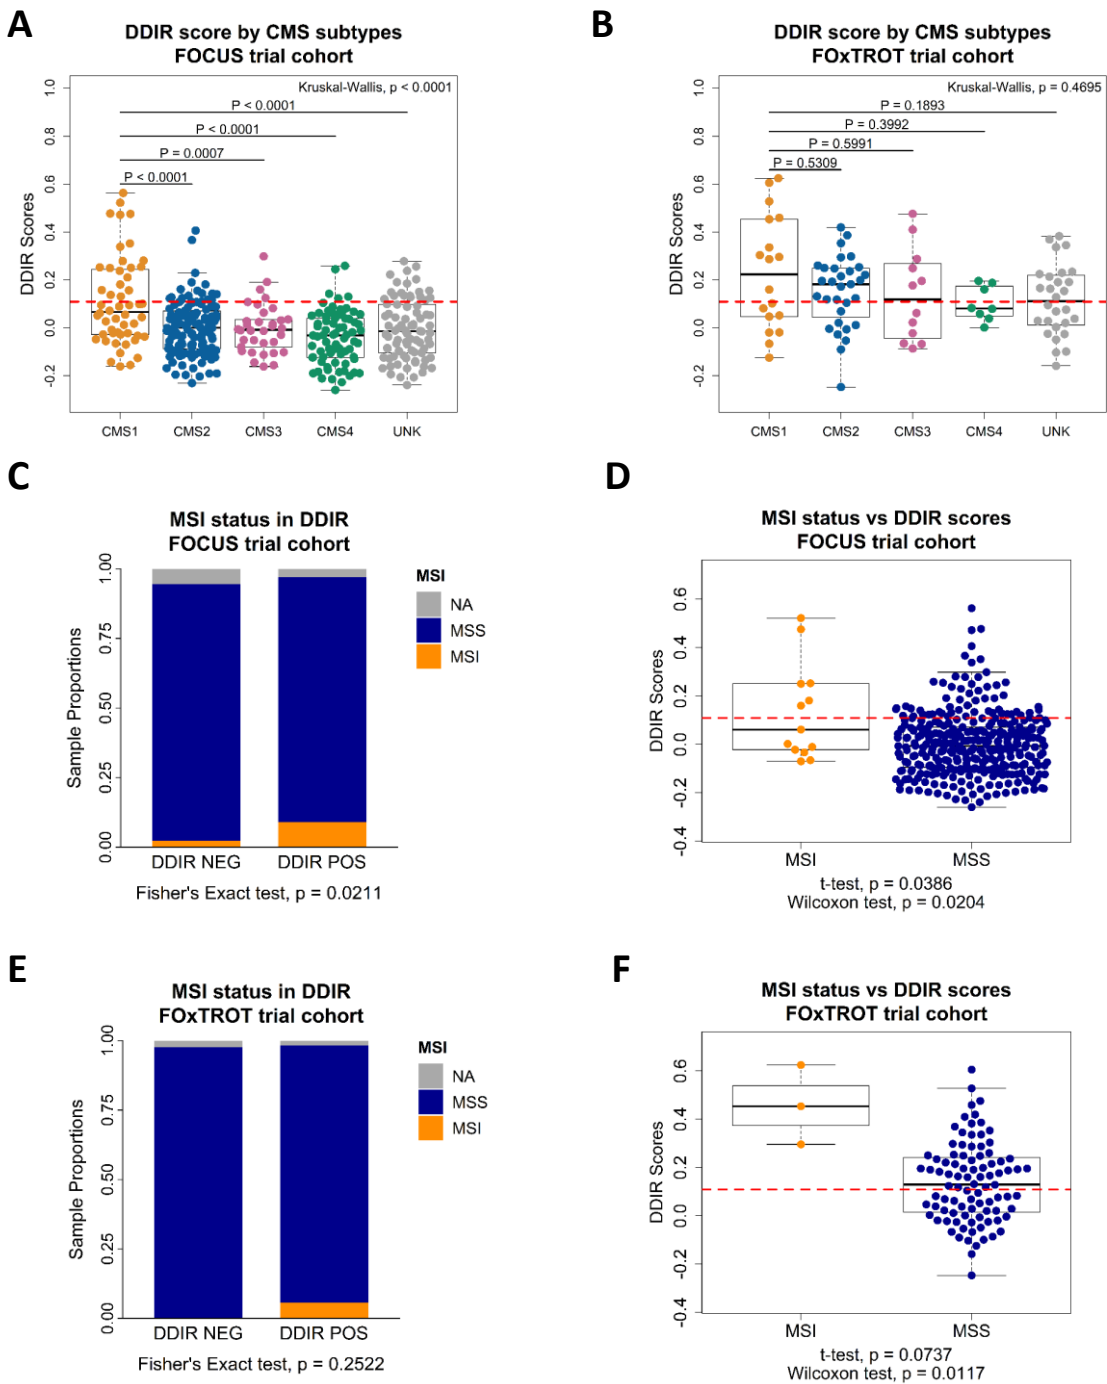 A
DDIR score by CMS subtypes
FOCUS trial cohort
Kruskal-Wallis, p < 0.0001
P < 0.0001
P < 0.0001
P = 0.0007
P < 0.0001
DDIR Scores
1.0
0.8
0.6
0.4
0.2
0.0
-0.2
CMS1 CMS2 CMS3 CMS4 UNK
B
DDIR score by CMS subtypes
FOxTROT trial cohort
Kruskal-Wallis, p = 0.4695
P = 0.1893
P = 0.3992
P = 0.5991
P = 0.5309
DDIR Scores
1.0
0.8
0.6
0.4
0.2
0.0
-0.2
CMS1 CMS2 CMS3 CMS4 UNK
C
MSI status in DDIR
FOCUS trial cohort
Sample Proportions
1.00
0.75
0.50
0.25
0.00
MSI
NA
MSS
MSI
DDIR NEG DDIR POS
Fisher's Exact test, p = 0.0211
D
MSI status vs DDIR scores
FOCUS trial cohort
DDIR Scores
0.6
0.4
0.2
0.0
-0.2
-0.4
MSI MSS
t-test, p = 0.0386
Wilcoxon test, p = 0.0204
E
MSI status in DDIR
FOxTROT trial cohort
Sample Proportions
1.00
0.75
0.50
0.25
0.00
MSI
NA
MSS
MSI
DDIR NEG DDIR POS
Fisher's Exact test, p = 0.2522
F
MSI status vs DDIR scores
FOxTROT trial cohort
DDIR Scores
0.6
0.4
0.2
0.0
-0.2
-0.4
MSI MSS
t-test, p = 0.0737
Wilcoxon test, p = 0.0117